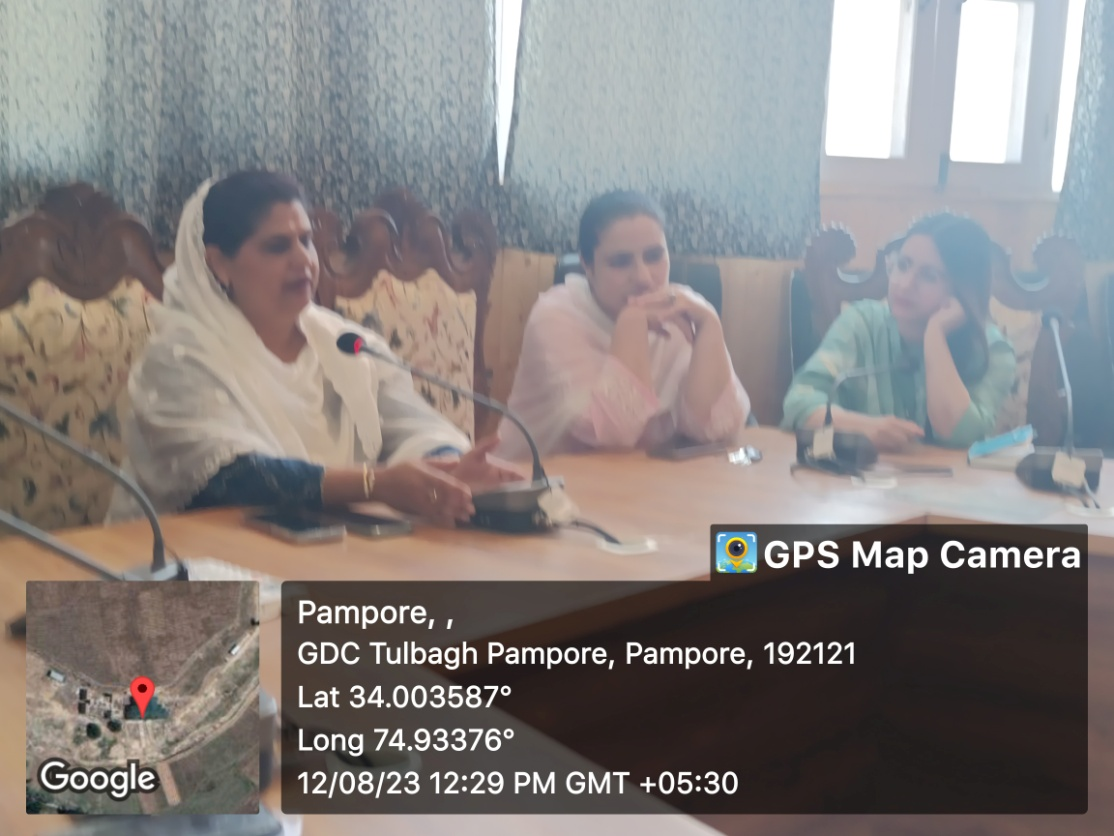 GPS Map Camera
Pampore, ,
GDC Tulbagh Pampore, Pampore, 192121
Lat 34.003587°
Long 74.93376°
12/08/23 12:29 PM GMT +05:30
Google